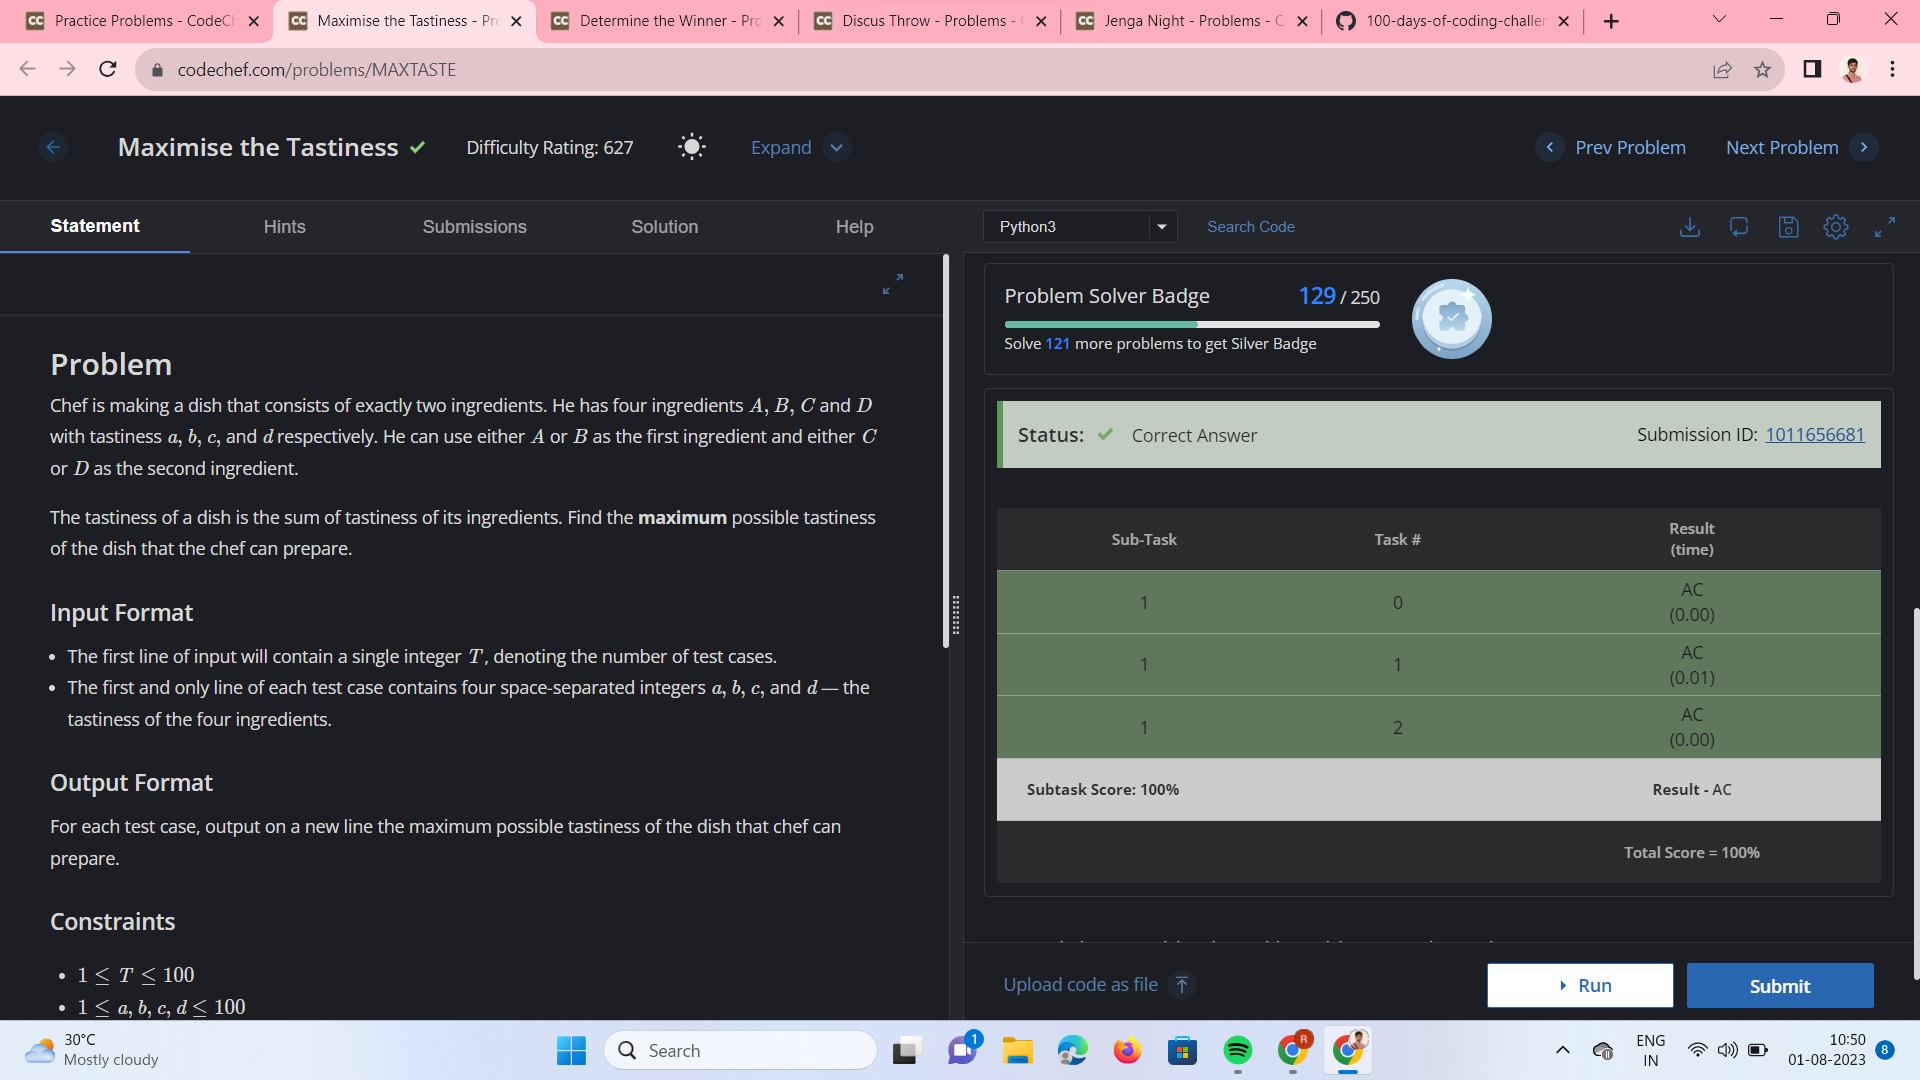 Practice Problems - CodeCh
Maximise the Tastiness - Pro
Determine the Winner - Pro
Discus Throw - Problems - C
Jenga Night - Problems - Co
100-days-of-coding-challen
codechef.com/problems/MAXTASTE
Maximise the Tastiness
Difficulty Rating: 627
Expand
Prev Problem
Next Problem
Statement
Hints
Submissions
Solution
Help
Python3
Search Code
Problem Solver Badge
129 / 250
Solve 121 more problems to get Silver Badge
Problem
Chef is making a dish that consists of exactly two ingredients. He has four ingredients A, B, C and D
with tastiness a, b, c, and d respectively. He can use either A or B as the first ingredient and either C
or D as the second ingredient.
The tastiness of a dish is the sum of tastiness of its ingredients. Find the maximum possible tastiness
of the dish that the chef can prepare.
Input Format
• The first line of input will contain a single integer T, denoting the number of test cases.
• The first and only line of each test case contains four space-separated integers a, b, c, and d — the
tastiness of the four ingredients.
Output Format
For each test case, output on a new line the maximum possible tastiness of the dish that chef can
prepare.
Constraints
• 1 ≤ T ≤ 100
• 1 ≤ a, b, c, d ≤ 100
Status: Correct Answer
Submission ID: 1011656681
Sub-Task Task # Result
(time)
1 0 AC
(0.00)
1 1 AC
(0.01)
1 2 AC
(0.00)
Subtask Score: 100% Result - AC
Total Score = 100%
Upload code as file
Run
Submit
30°C
Mostly cloudy
Search
1
R
ENG
IN
10:50
01-08-2023
8